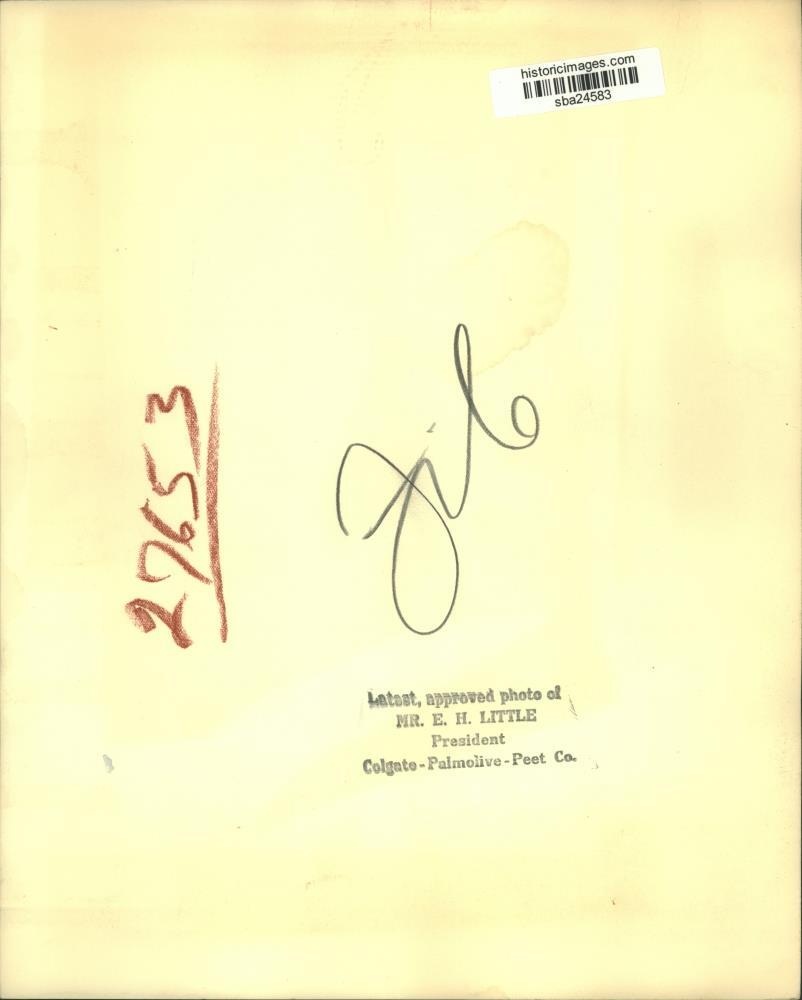 historicimages.com
sba24583
27653
file
Latest, approved photo of
MR. E. H. LITTLE
President
Colgate-Palmolive-Peet Co.